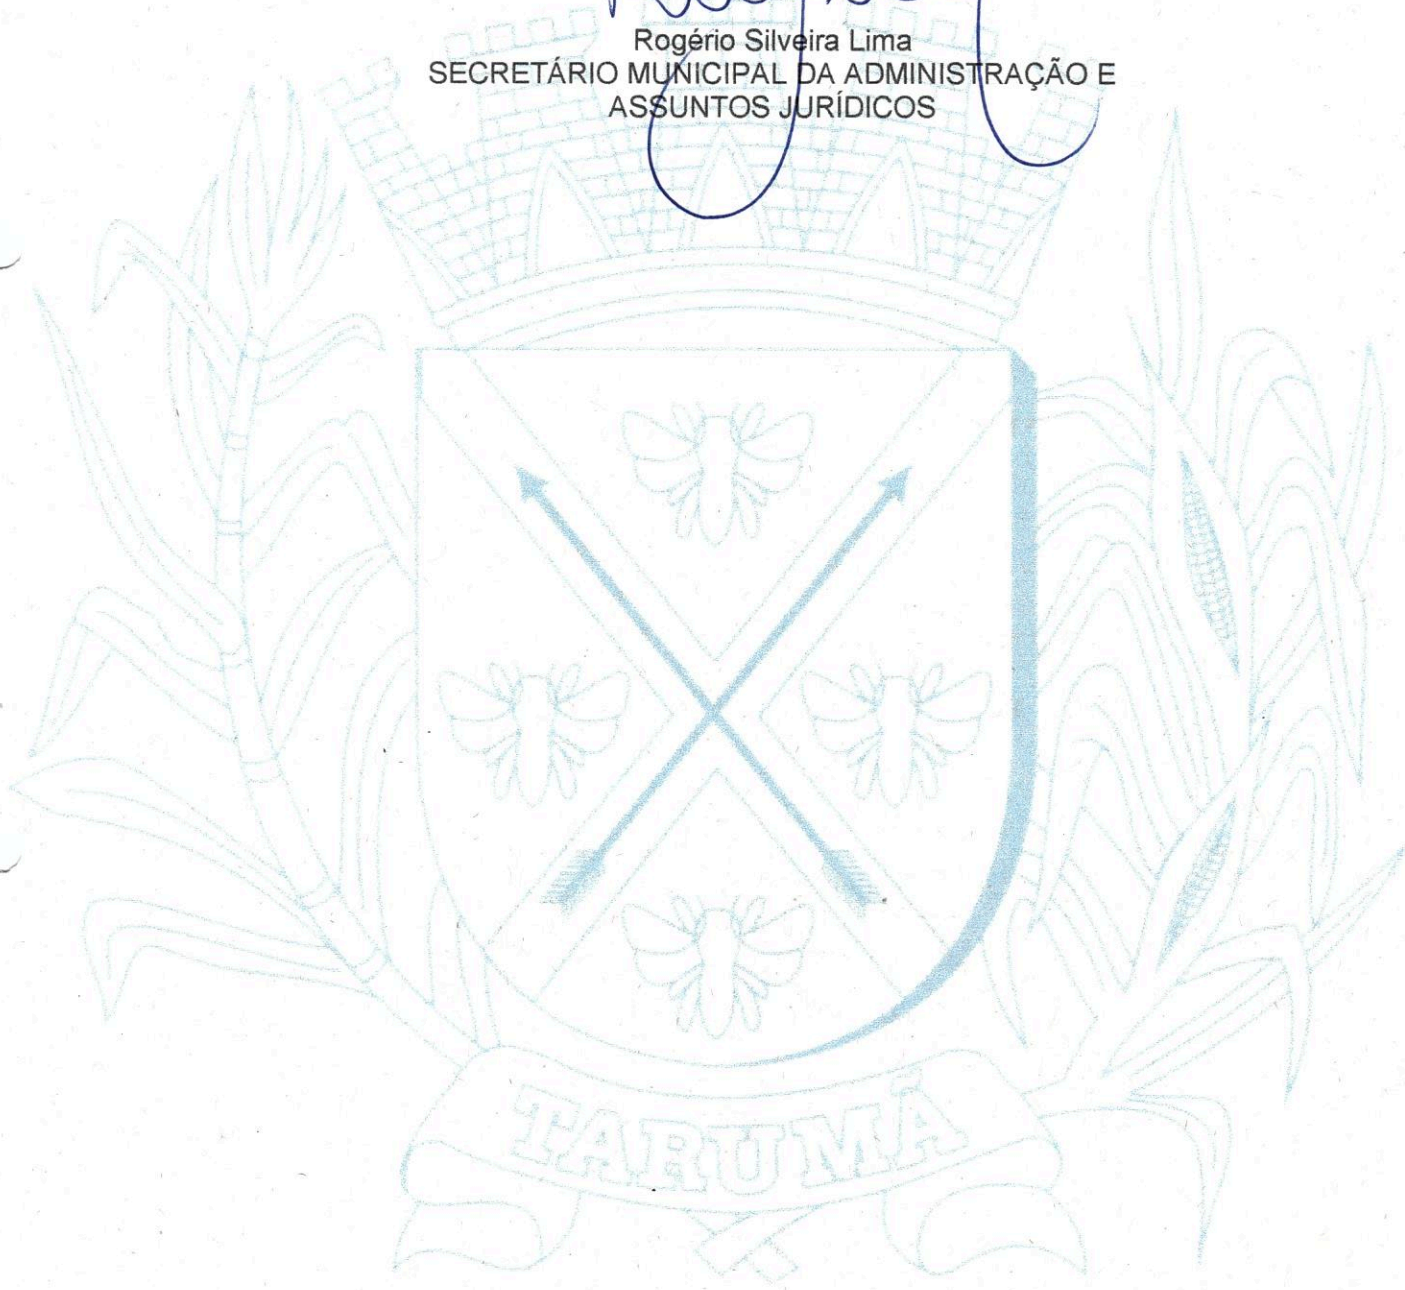 Rogério Silveira Lima
SECRETÁRIO MUNICIPAL DA ADMINISTRAÇÃO E
ASSUNTOS JURÍDICOS
TARUMÃ